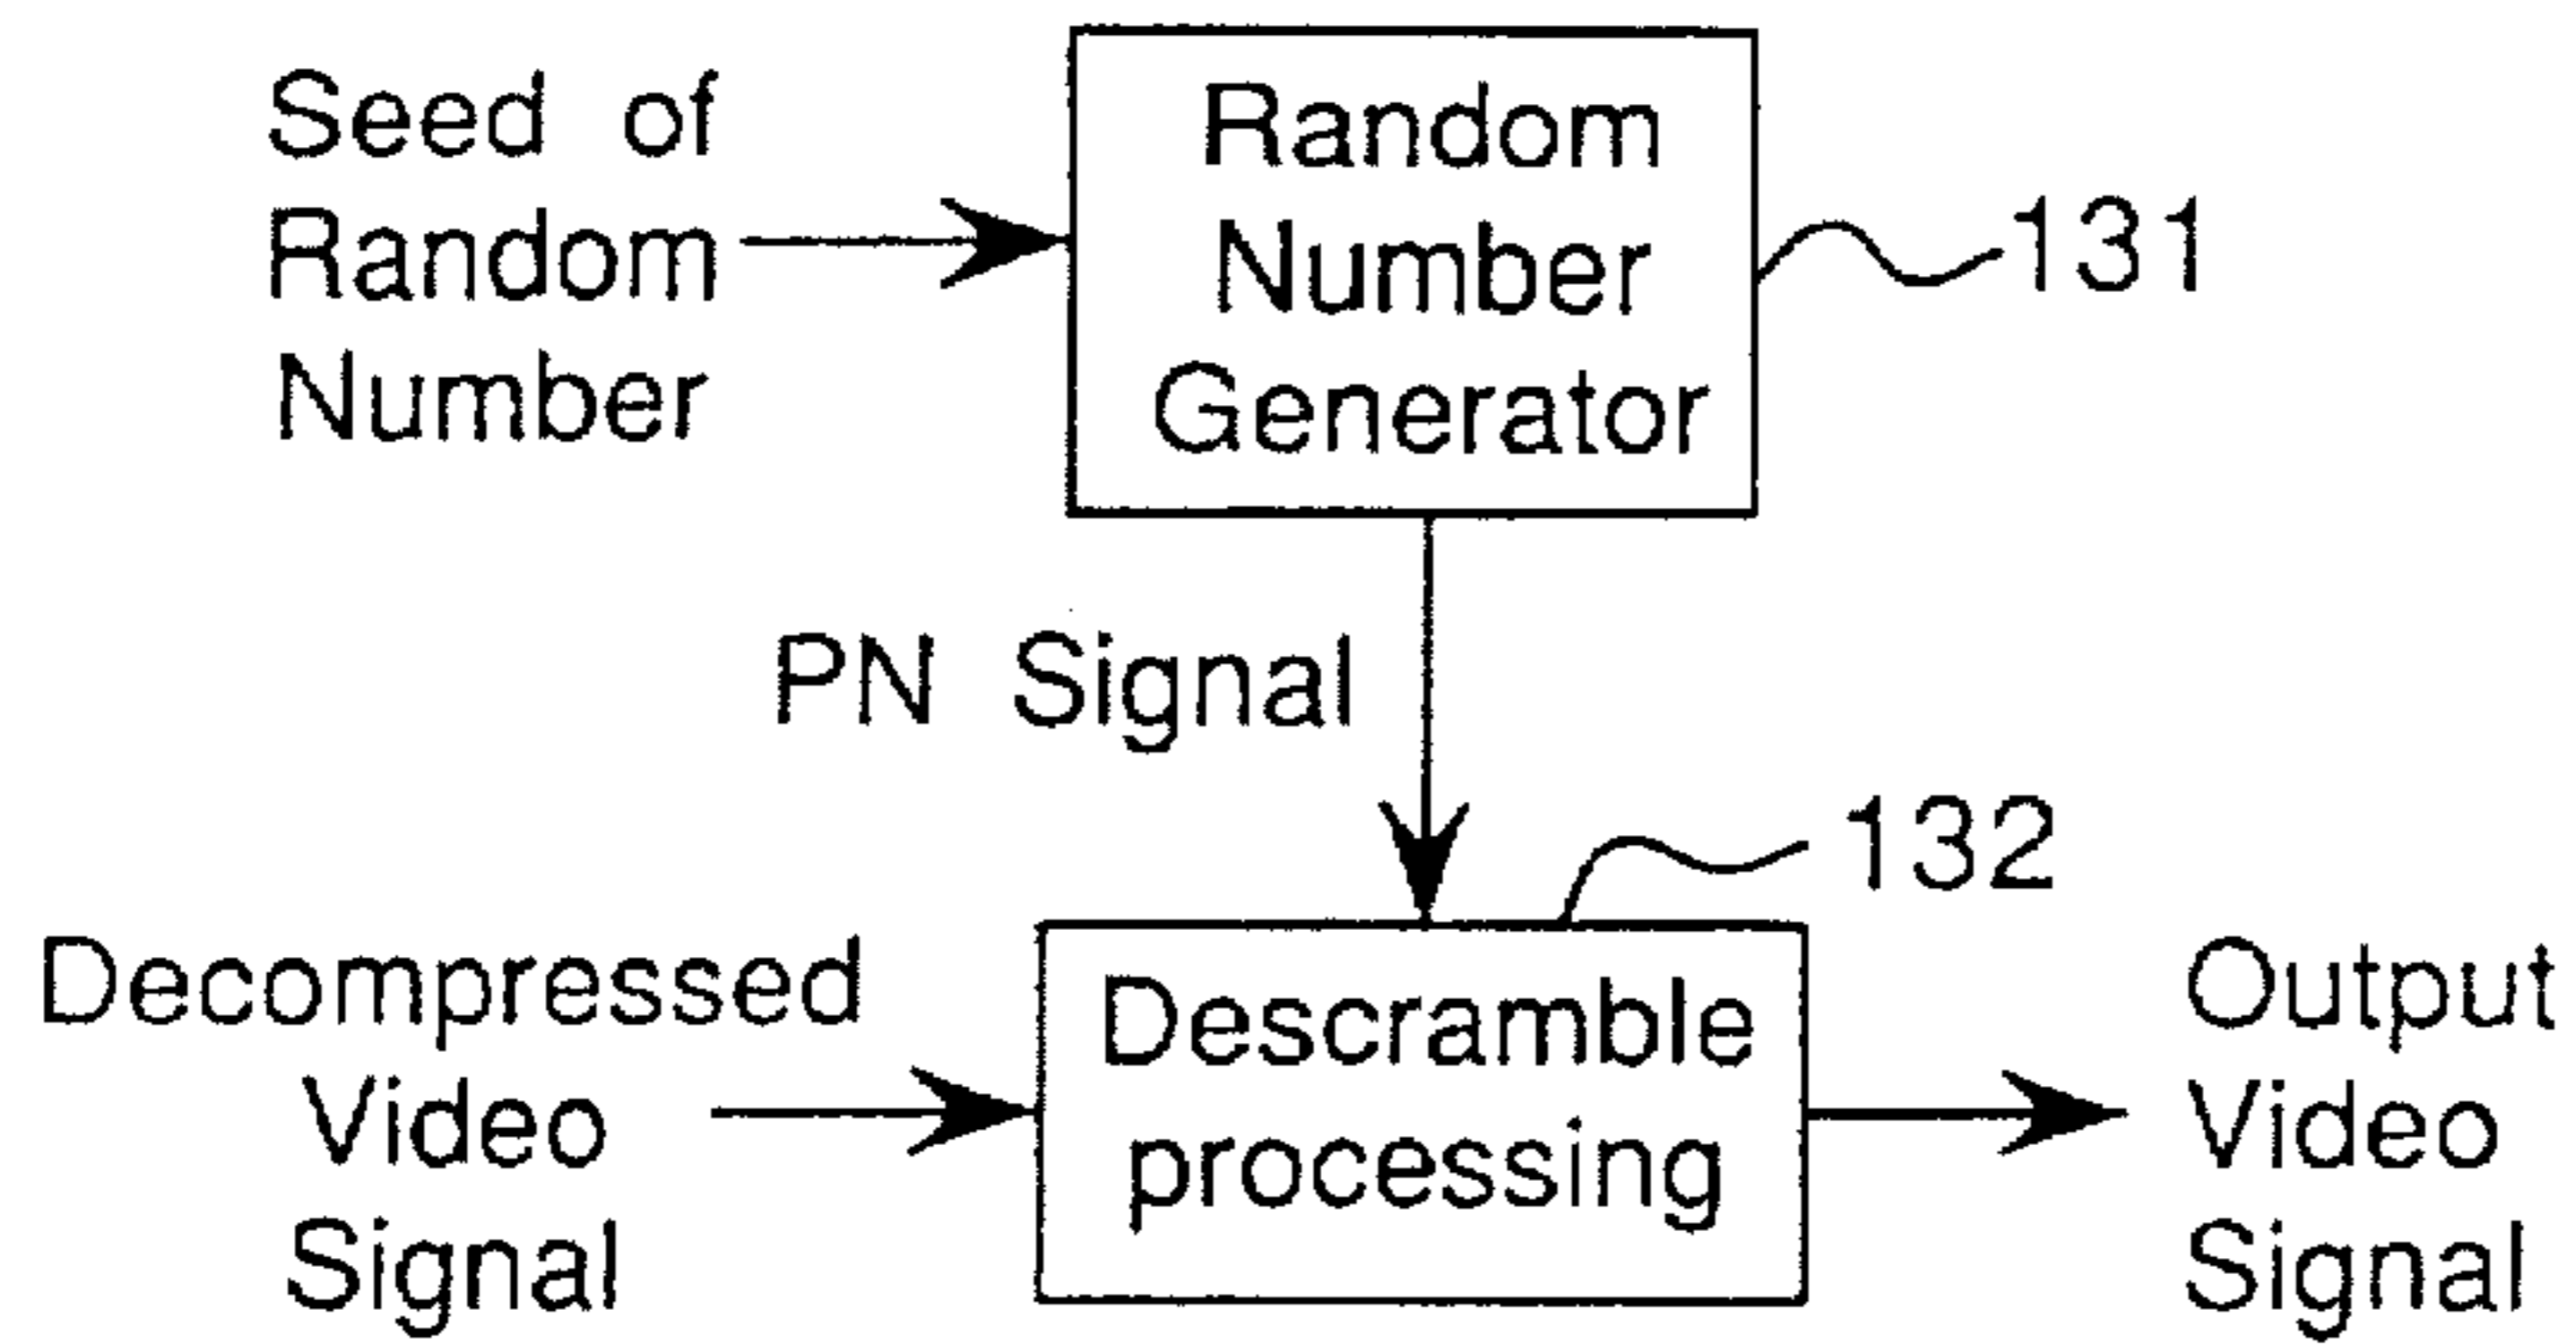 Seed of
Random
Number
Random
Number
Generator
131
PN Signal
132
Decompressed
Video
Signal
Descramble
processing
Output
Video
Signal